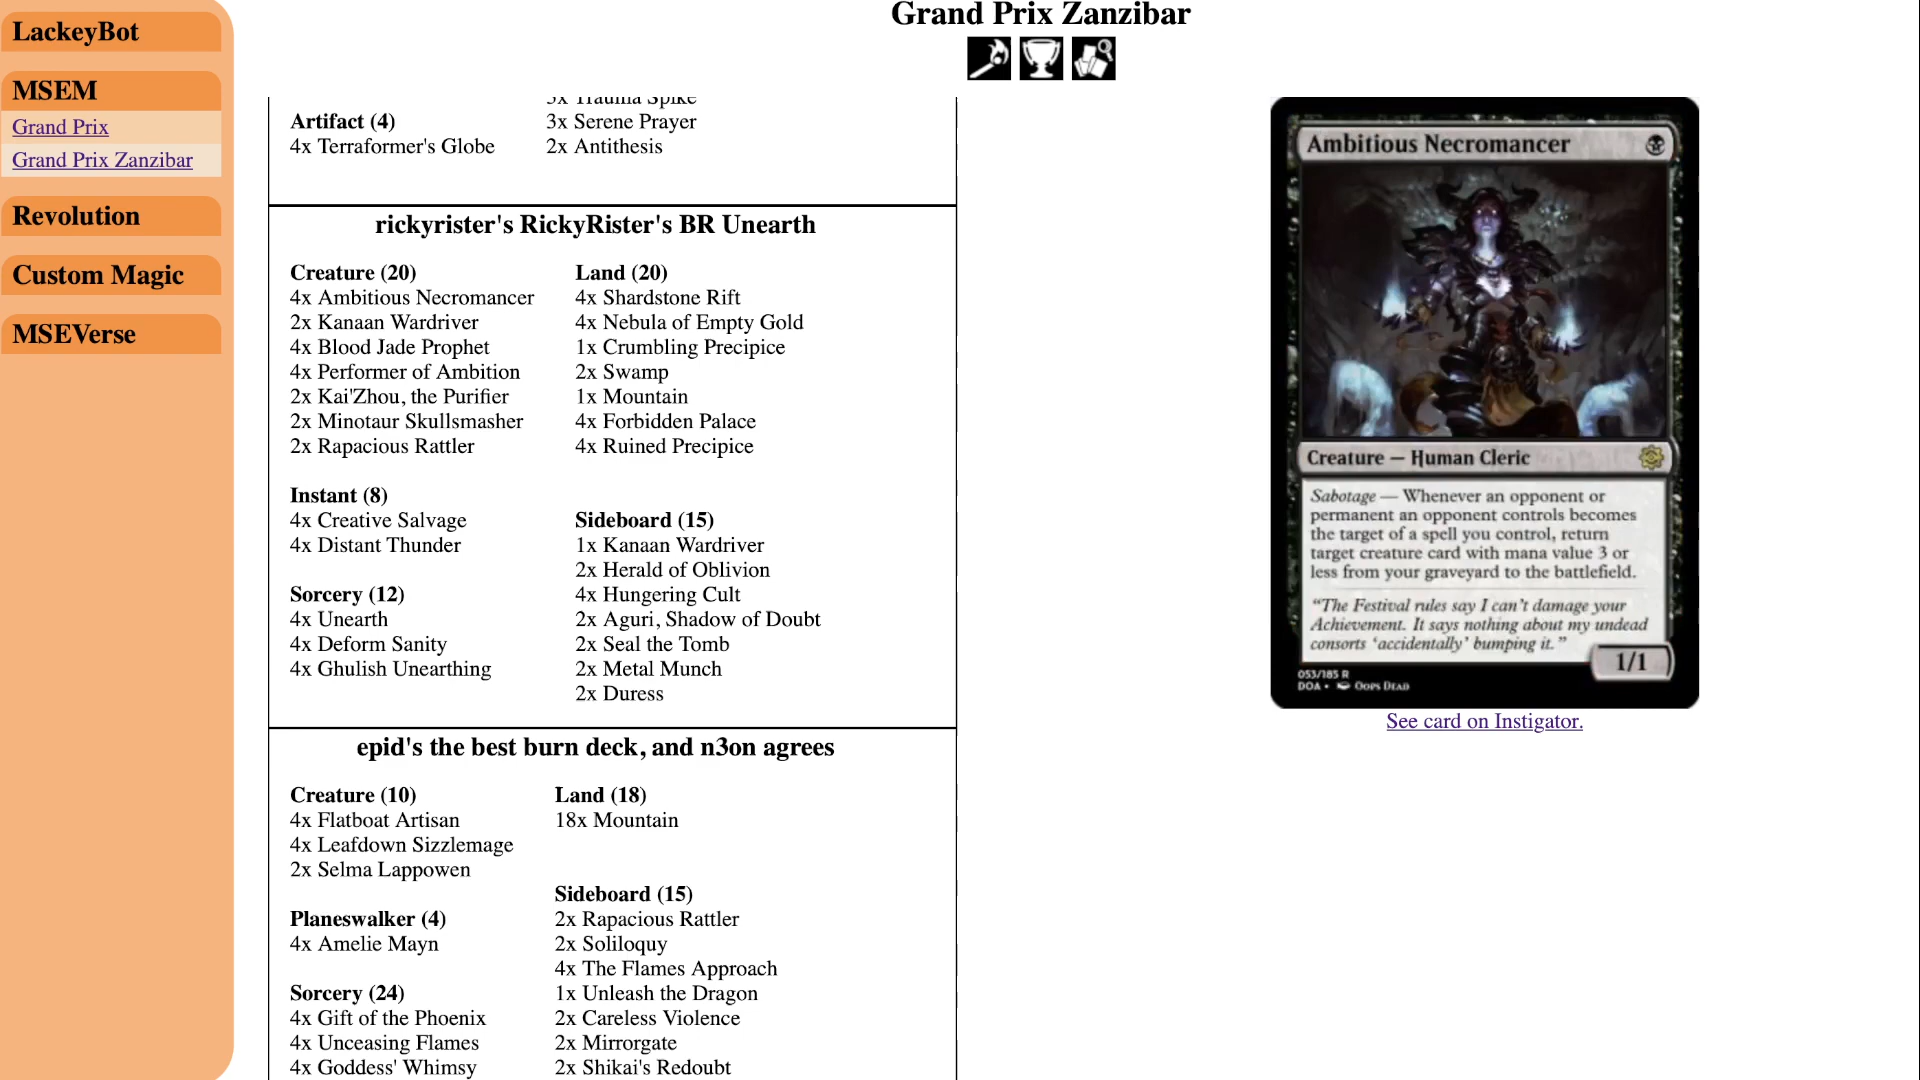 Grand Prix Zanzibar
LackeyBot
MSEM
Grand Prix
Grand Prix Zanzibar
Revolution
Custom Magic
MSEVerse
Artifact (4)
4x Terraformer's Globe
3x Trauma Spike
3x Serene Prayer
2x Antithesis
rickyrister's RickyRister's BR Unearth
Creature (20)
4x Ambitious Necromancer
2x Kanaan Wardriver
4x Blood Jade Prophet
4x Performer of Ambition
2x Kai'Zhou, the Purifier
2x Minotaur Skullsmasher
2x Rapacious Rattler
Instant (8)
4x Creative Salvage
4x Distant Thunder
Sorcery (12)
4x Unearth
4x Deform Sanity
4x Ghulish Unearthing
Land (20)
4x Shardstone Rift
4x Nebula of Empty Gold
1x Crumbling Precipice
2x Swamp
1x Mountain
4x Forbidden Palace
4x Ruined Precipice
Sideboard (15)
1x Kanaan Wardriver
2x Herald of Oblivion
4x Hungering Cult
2x Aguri, Shadow of Doubt
2x Seal the Tomb
2x Metal Munch
2x Duress
epid's the best burn deck, and n3on agrees
Creature (10)
4x Flatboat Artisan
4x Leafdown Sizzlemage
2x Selma Lappowen
Planeswalker (4)
4x Amelie Mayn
Sorcery (24)
4x Gift of the Phoenix
4x Unceasing Flames
4x Goddess' Whimsy
Land (18)
18x Mountain
Sideboard (15)
2x Rapacious Rattler
2x Soliloquy
4x The Flames Approach
1x Unleash the Dragon
2x Careless Violence
2x Mirrorgate
2x Shikai's Redoubt
Ambitious Necromancer
Creature — Human Cleric
Sabotage — Whenever an opponent or
permanent an opponent controls becomes
the target of a spell you control, return
target creature card with mana value 3 or
less from your graveyard to the battlefield.
“The Festival rules say I can’t damage your
Achievement. It says nothing about my undead
consorts ‘accidentally’ bumping it.”
1/1
053/185 R
DOA • Oops Dead
See card on Instigator.